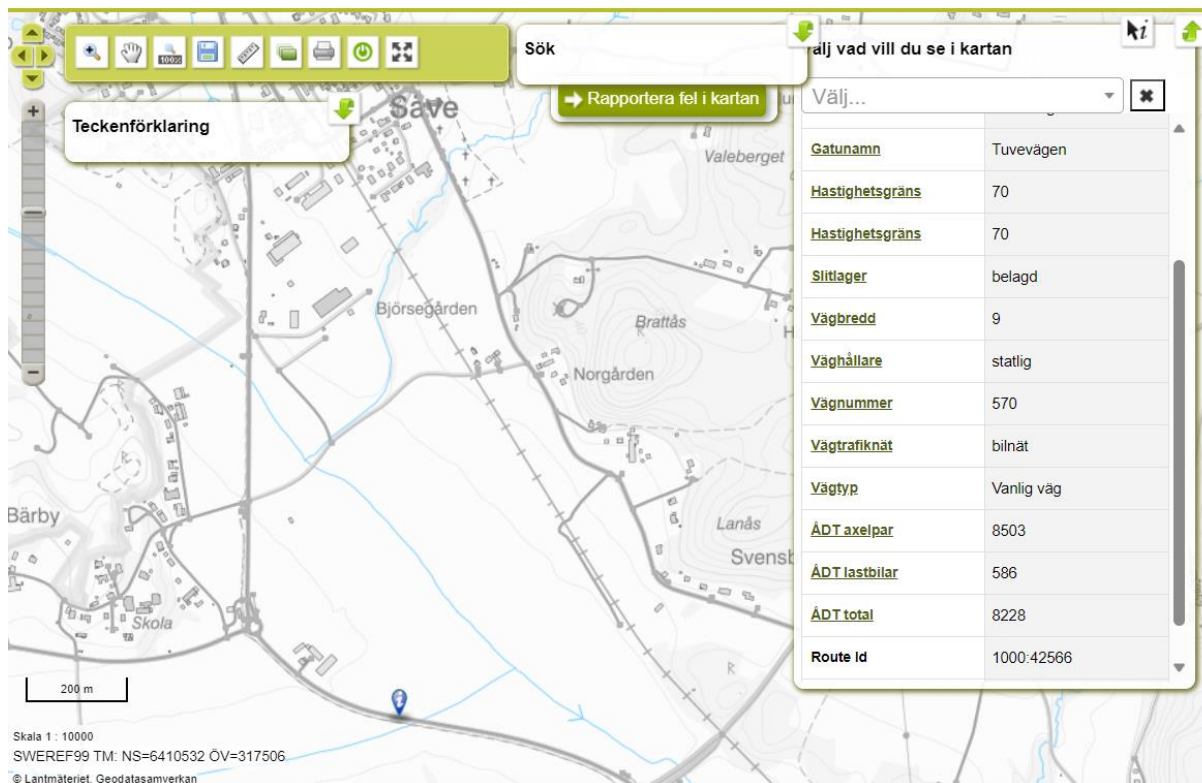 Sök
älj vad vill du se i kartan
Rapportera fel i kartan
Välj...
100%
Teckenförklaring
Säve
Valeberget
Björsegården
Brattås
Norgården
Bärby
Lanås
Svensb
Skola
Gatunamn Tuvevägen
Hastighetsgräns 70
Hastighetsgräns 70
Slitlager belagd
Vägbredd 9
Väghållare statlig
Vägnummer 570
Vägtrafiknät bilnät
Vägtyp Vanlig väg
ÅDT axelpar 8503
ÅDT lastbilar 586
ÅDT total 8228
Route Id 1000:42566
200 m
Skala 1 : 10000
SWEREF99 TM: NS=6410532 ÖV=317506
© Lantmäteriet, Geodatasamverkan